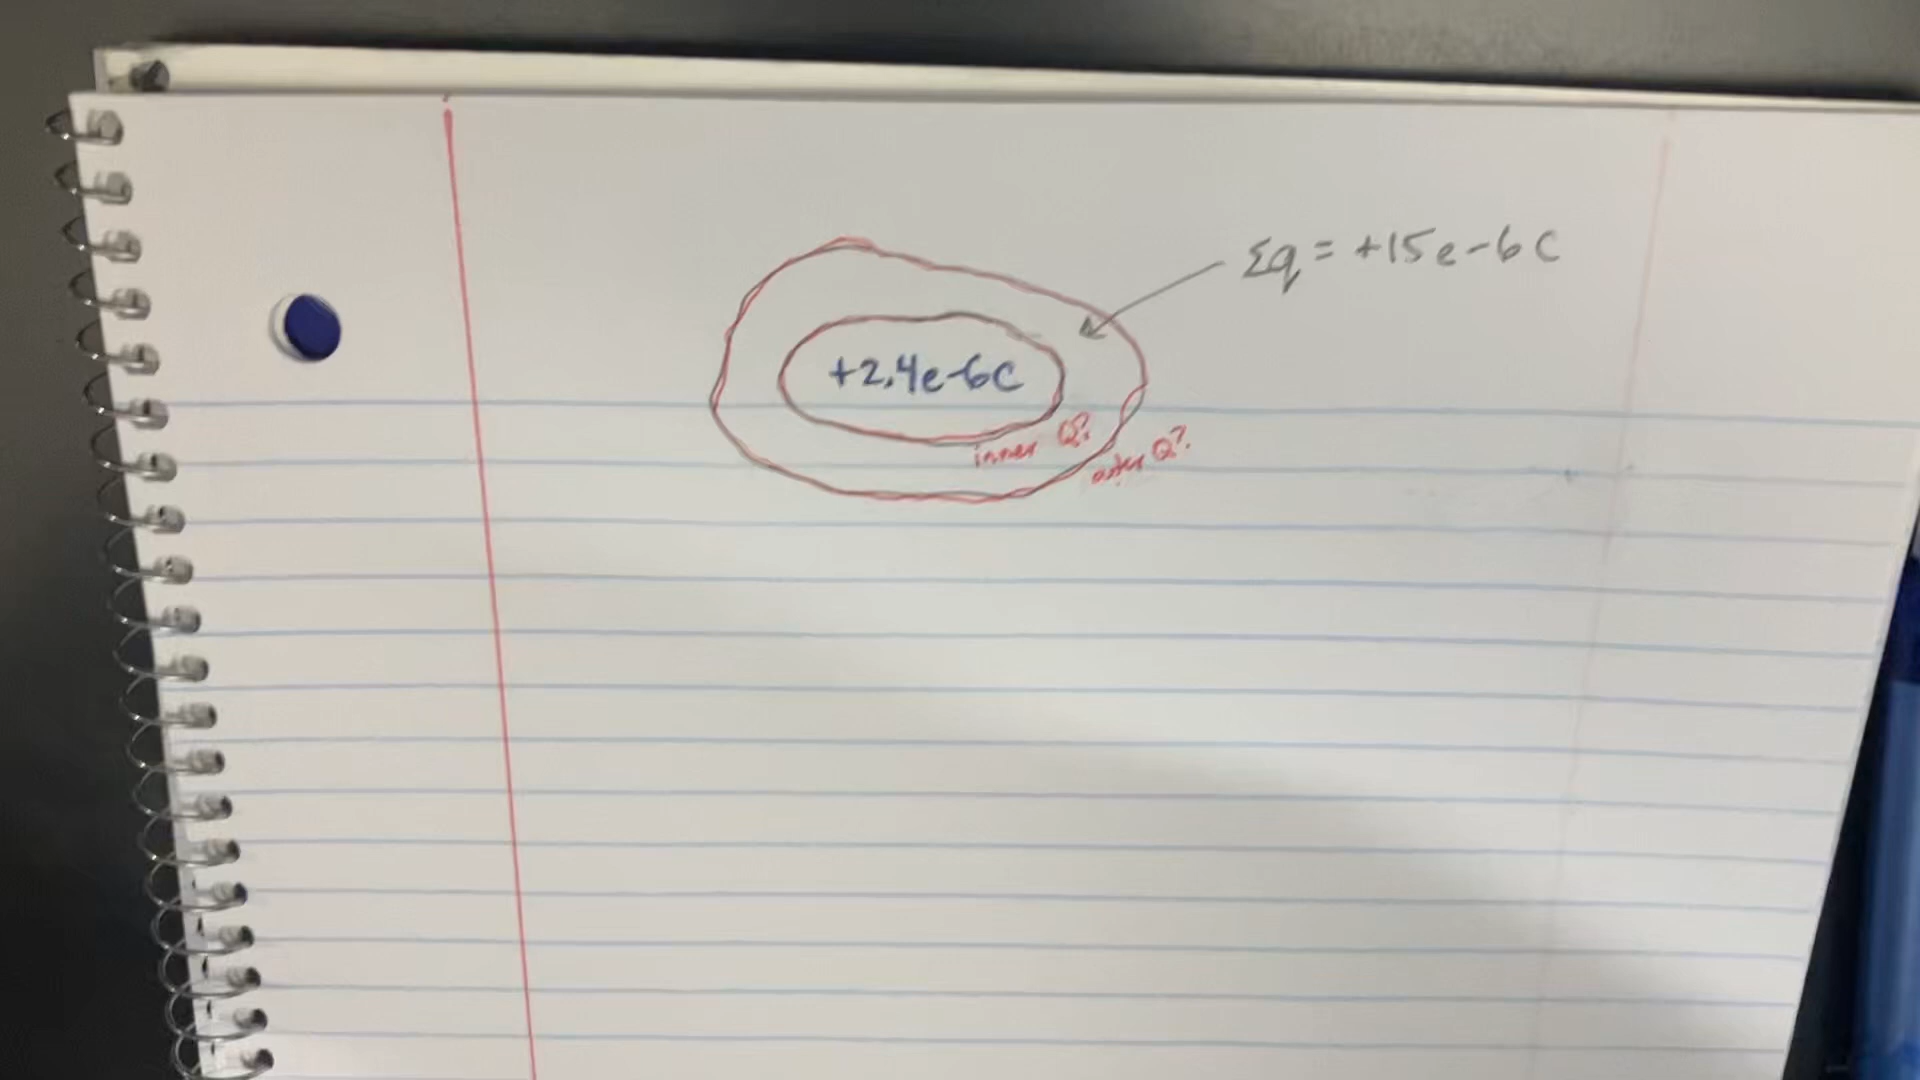 Σq = +15e-6C
+2.4e-6C
inner Q?
outer Q?